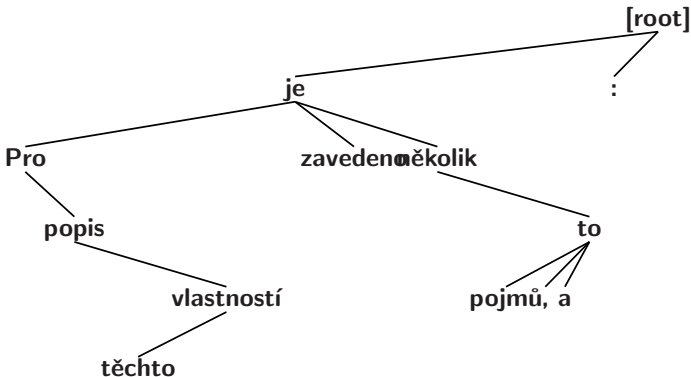 [root]
je :
Pro zavedeno několik
popis to
vlastností pojmů, a
těchto